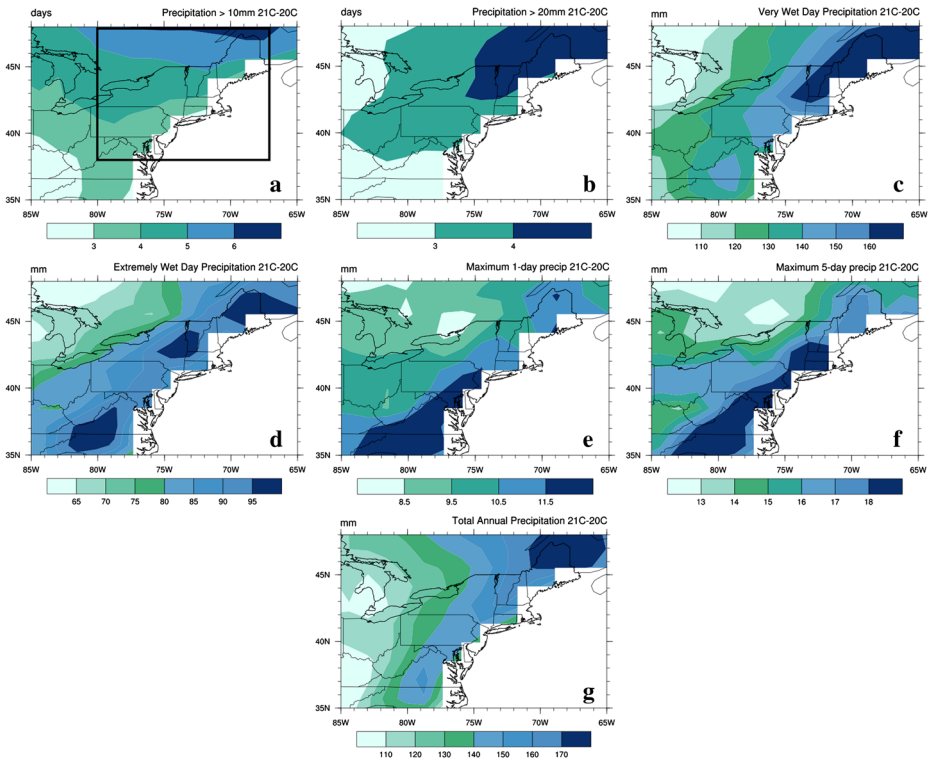 days Precipitation > 10mm 21C-20C
45N
40N
35N
85W 80W 75W 70W 65W
a
3 4 5 6
days Precipitation > 20mm 21C-20C
45N
40N
35N
85W 80W 75W 70W 65W
b
3 4
mm Very Wet Day Precipitation 21C-20C
45N
40N
35N
85W 80W 75W 70W 65W
c
110 120 130 140 150 160
mm Extremely Wet Day Precipitation 21C-20C
45N
40N
35N
85W 80W 75W 70W 65W
d
65 70 75 80 85 90 95
mm Maximum 1-day precip 21C-20C
45N
40N
35N
85W 80W 75W 70W 65W
e
8.5 9.5 10.5 11.5
mm Maximum 5-day precip 21C-20C
45N
40N
35N
85W 80W 75W 70W 65W
f
13 14 15 16 17 18
mm Total Annual Precipitation 21C-20C
45N
40N
35N
85W 80W 75W 70W 65W
g
110 120 130 140 150 160 170